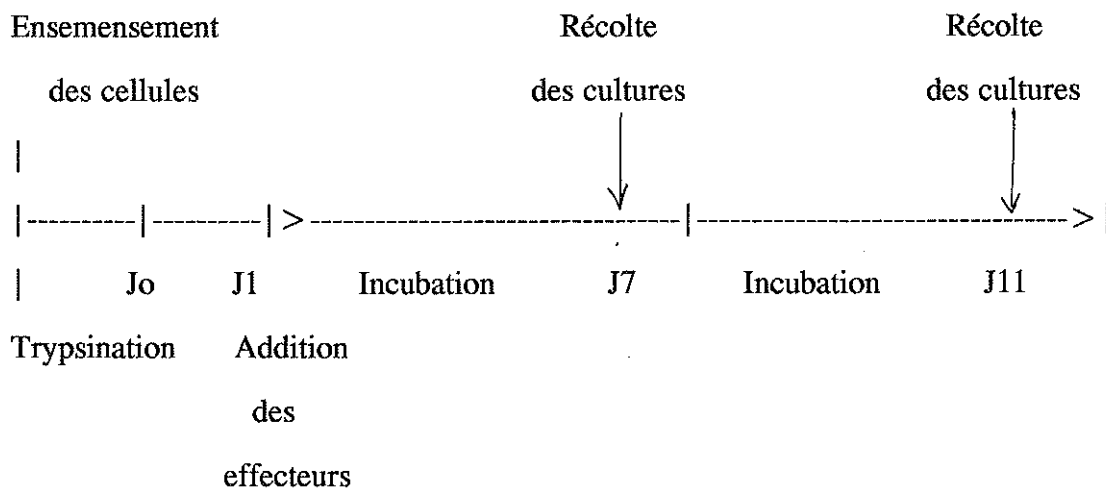 Ensemensement Récolte Récolte
des cellules des cultures des cultures
|
|------------|------------|>--------------------------------------|--------------------------------------> |
| Jo J1 Incubation J7 Incubation J11
Trypsination Addition
des
effecteurs